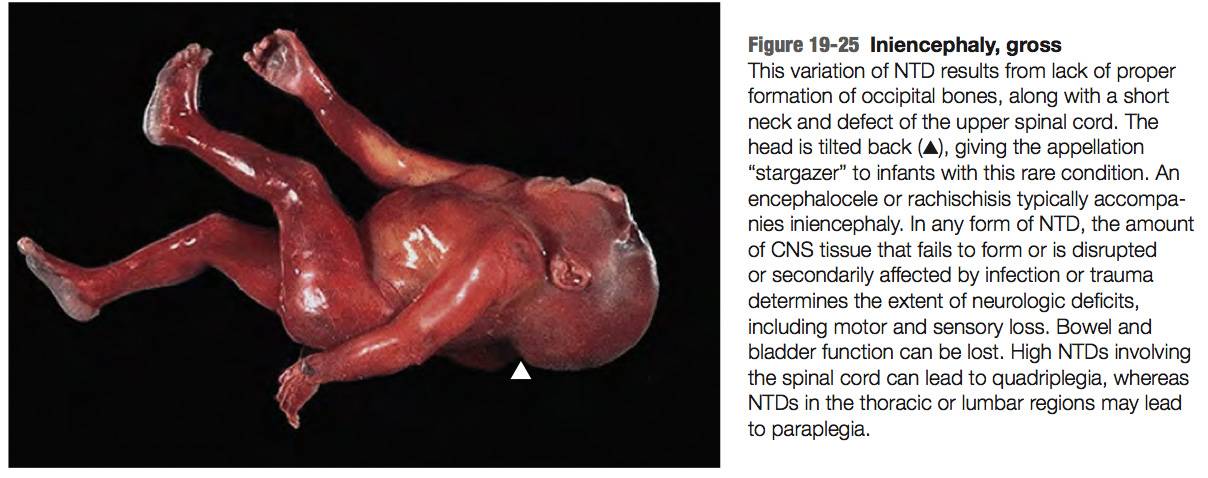 Figure 19-25 Iniencephaly, gross
This variation of NTD results from lack of proper
formation of occipital bones, along with a short
neck and defect of the upper spinal cord. The
head is tilted back (▲), giving the appellation
“stargazer” to infants with this rare condition. An
encephalocele or rachischisis typically accompa-
nies iniencephaly. In any form of NTD, the amount
of CNS tissue that fails to form or is disrupted
or secondarily affected by infection or trauma
determines the extent of neurologic deficits,
including motor and sensory loss. Bowel and
bladder function can be lost. High NTDs involving
the spinal cord can lead to quadriplegia, whereas
NTDs in the thoracic or lumbar regions may lead
to paraplegia.